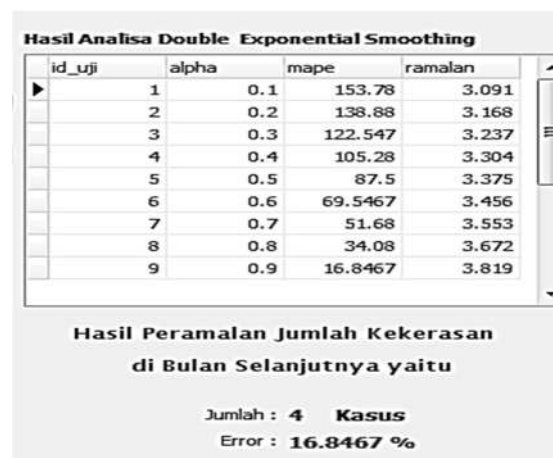 Hasil Analisa Double Exponential Smoothing
id_uji alpha mape ramalan
1 0.1 153.78 3.091
2 0.2 138.88 3.168
3 0.3 122.547 3.237
4 0.4 105.28 3.304
5 0.5 87.5 3.375
6 0.6 69.5467 3.456
7 0.7 51.68 3.553
8 0.8 34.08 3.672
9 0.9 16.8467 3.819
Hasil Peramalan Jumlah Kekerasan
di Bulan Selanjutnya yaitu
Jumlah : 4 Kasus
Error : 16.8467 %